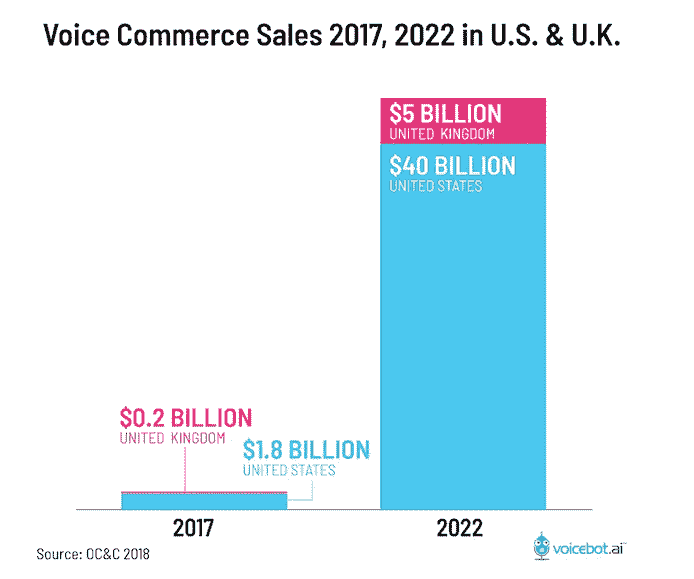 Voice Commerce Sales 2017, 2022 in U.S. & U.K.
$5 BILLION
UNITED KINGDOM
$40 BILLION
UNITED STATES
$0.2 BILLION
UNITED KINGDOM
$1.8 BILLION
UNITED STATES
2017
2022
Source: OC&C 2018
voicebot.ai